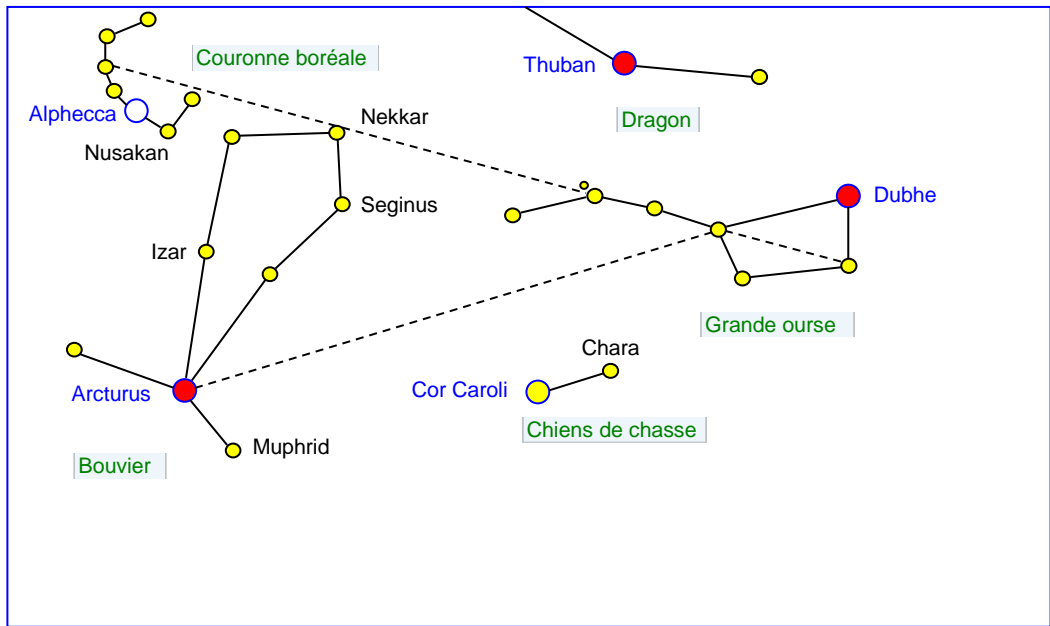 Couronne boréale
Thuban
Alphecca
Nekkar
Dragon
Nusakan
Dubhe
Seginus
Izar
Grande ourse
Chara
Arcturus
Cor Caroli
Chiens de chasse
Muphrid
Bouvier